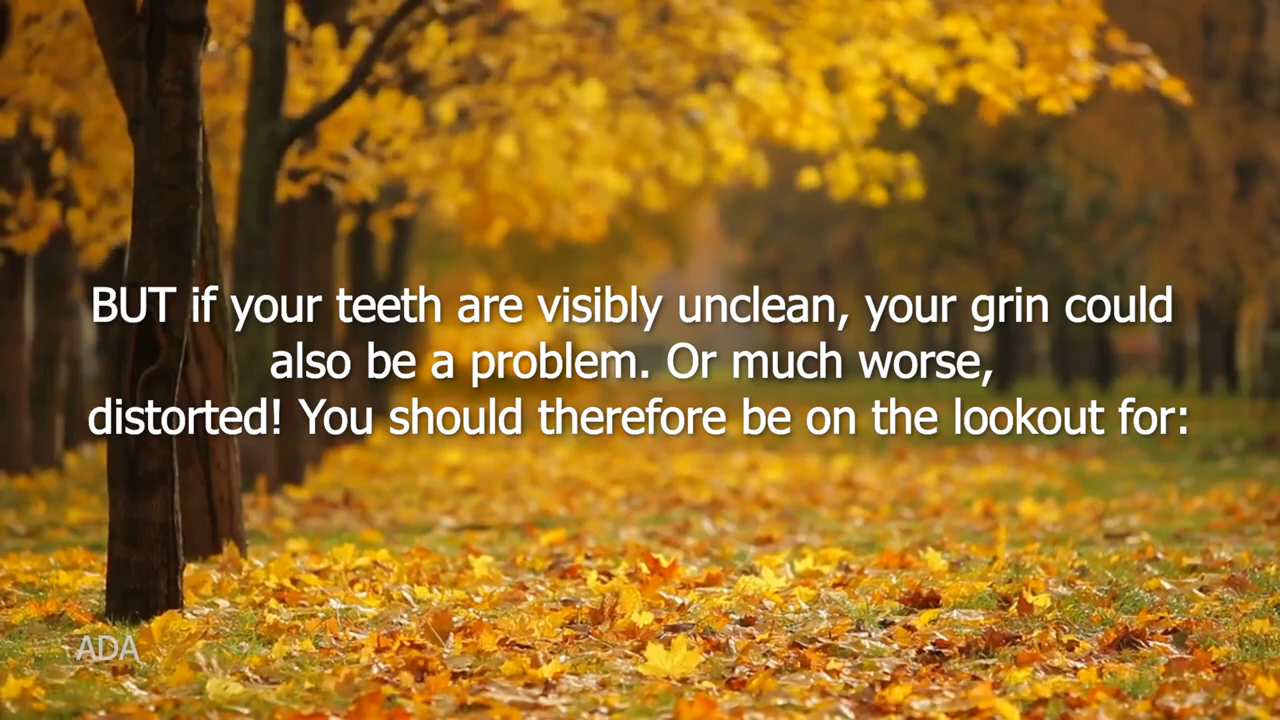 BUT if your teeth are visibly unclean, your grin could
also be a problem. Or much worse,
distorted! You should therefore be on the lookout for:
ADA